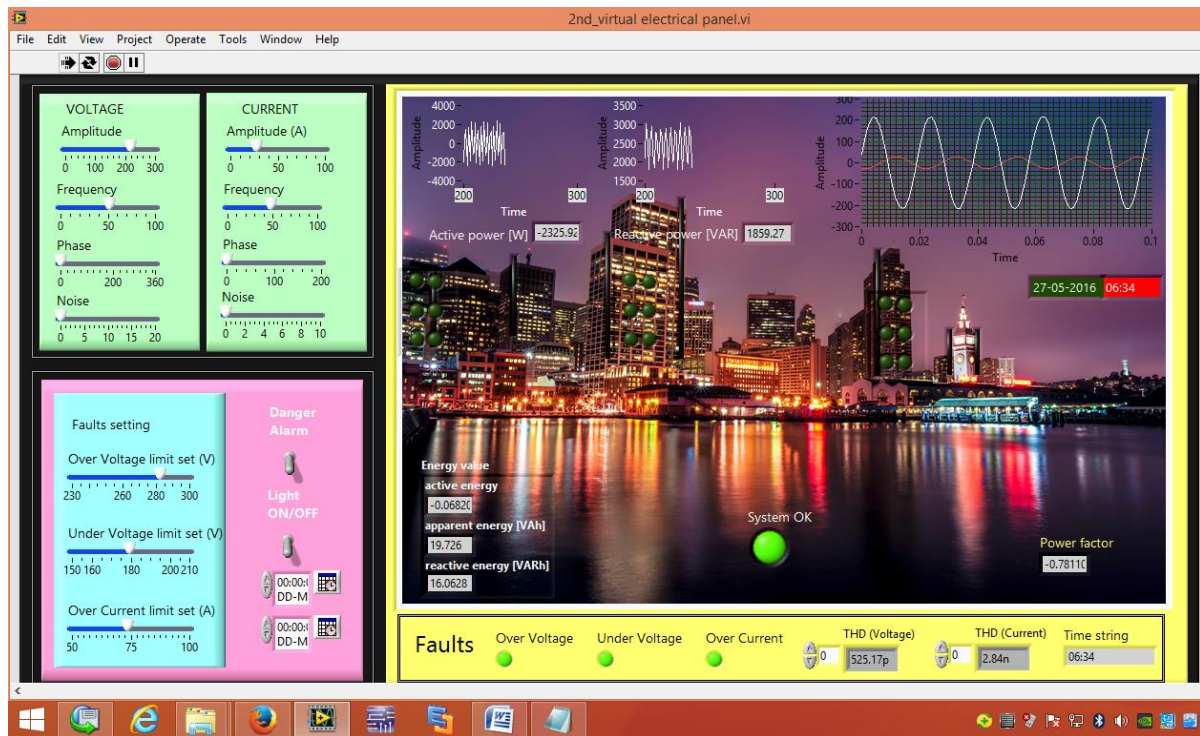 2nd_virtual electrical panel.vi
File Edit View Project Operate Tools Window Help
VOLTAGE
Amplitude
0 100 200 300
Frequency
0 50 100
Phase
0 200 360
Noise
0 5 10 15 20
CURRENT
Amplitude (A)
0 50 100
Frequency
0 50 100
Phase
0 100 200
Noise
0 2 4 6 8 10
Faults setting
Over Voltage limit set (V)
230 260 280 300
Under Voltage limit set (V)
150 160 180 200 210
Over Current limit set (A)
50 75 100
Danger
Alarm
Light
ON/OFF
00:00:
DD-M
00:00:
DD-M
Amplitude
4000
2000
0
-2000
-4000
200 300
Time
Active power [W] -2325.92
Amplitude
3500
3000
2500
2000
1500
200 300
Time
Reactive power [VAR] 1859.27
Amplitude
300
200
100
0
-100
-200
-300
0 0.02 0.04 0.06 0.08 0.1
Time
27-05-2016 06:34
Energy value
active energy
-0.0682
apparent energy [VAh]
19.726
reactive energy [VARh]
16.0628
System OK
Power factor
-0.7811
Faults
Over Voltage
Under Voltage
Over Current
THD (Voltage)
0 525.17p
THD (Current)
0 2.84n
Time string
06:34